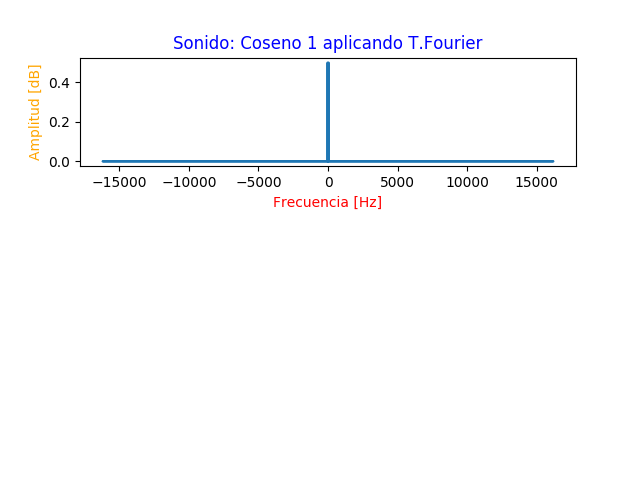 Sonido: Coseno 1 aplicando T.Fourier
Amplitud [dB]
0.4
0.2
0.0
−15000 −10000 −5000 0 5000 10000 15000
Frecuencia [Hz]